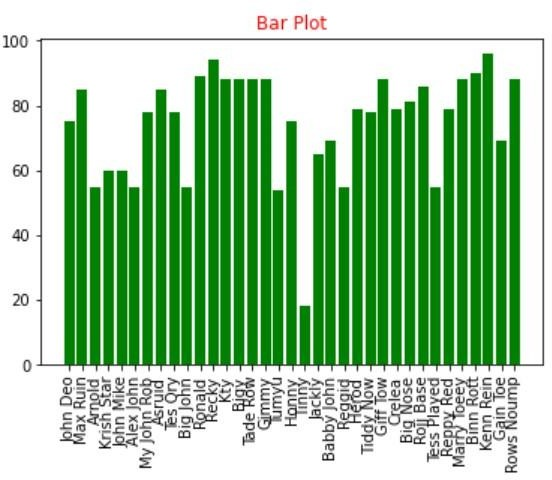 Bar Plot
100
80
60
40
20
0
John Deo
Max Ruin
Arnold
Krish Star
John Mike
Alex John
My John Rob
Asruid
Tes Qry
Big John
Ronald
Recky
Kty
Bigy
Tade Row
Gimmy
Tumyu
Honny
Tinny
Jackly
Babby John
Reggid
Herod
Tiddy Now
Giff Tow
Crelea
Big Nose
Rojj Base
Tess Played
Reppy Red
Marry Toeey
Binn Rott
Kenn Rein
Gain Toe
Rows Noump